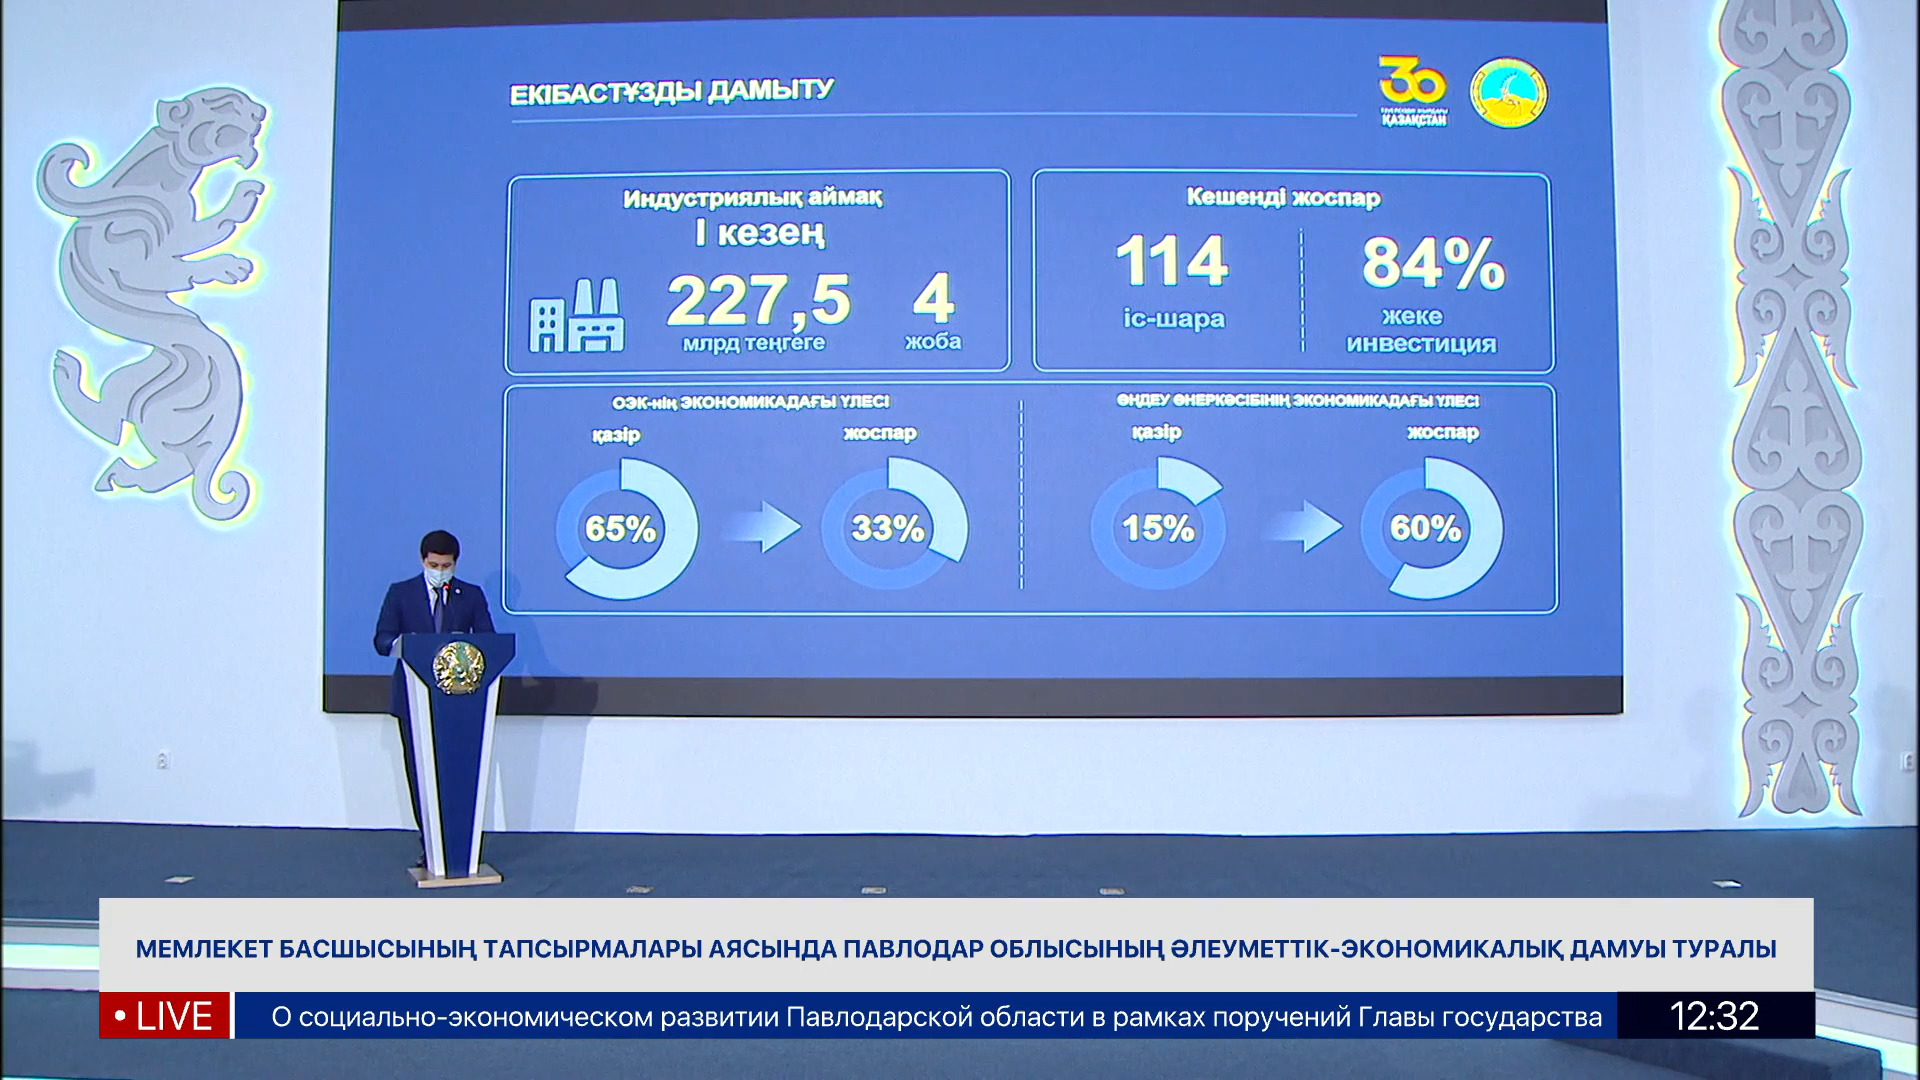 ЕКІБАСТҰЗДЫ ДАМЫТУ
30
ҚАЗАҚСТАН
Индустриялық аймақ
I кезең
227,5
млрд теңгеге
4
жоба
Кешенді жоспар
114
іс-шара
84%
жеке
инвестиция
ОЭК-нің ЭКОНОМИКАДАҒЫ ҮЛЕСІ
қазір
жоспар
65%
33%
ӨҢДЕУ ӨНЕРКӘСІБІНІҢ ЭКОНОМИКАДАҒЫ ҮЛЕСІ
қазір
жоспар
15%
60%
МЕМЛЕКЕТ БАСШЫСЫНЫҢ ТАПСЫРМАЛАРЫ АЯСЫНДА ПАВЛОДАР ОБЛЫСЫНЫҢ ӘЛЕУМЕТТІК-ЭКОНОМИКАЛЫҚ ДАМУЫ ТУРАЛЫ
• LIVE
О социально-экономическом развитии Павлодарской области в рамках поручений Главы государства
12:32